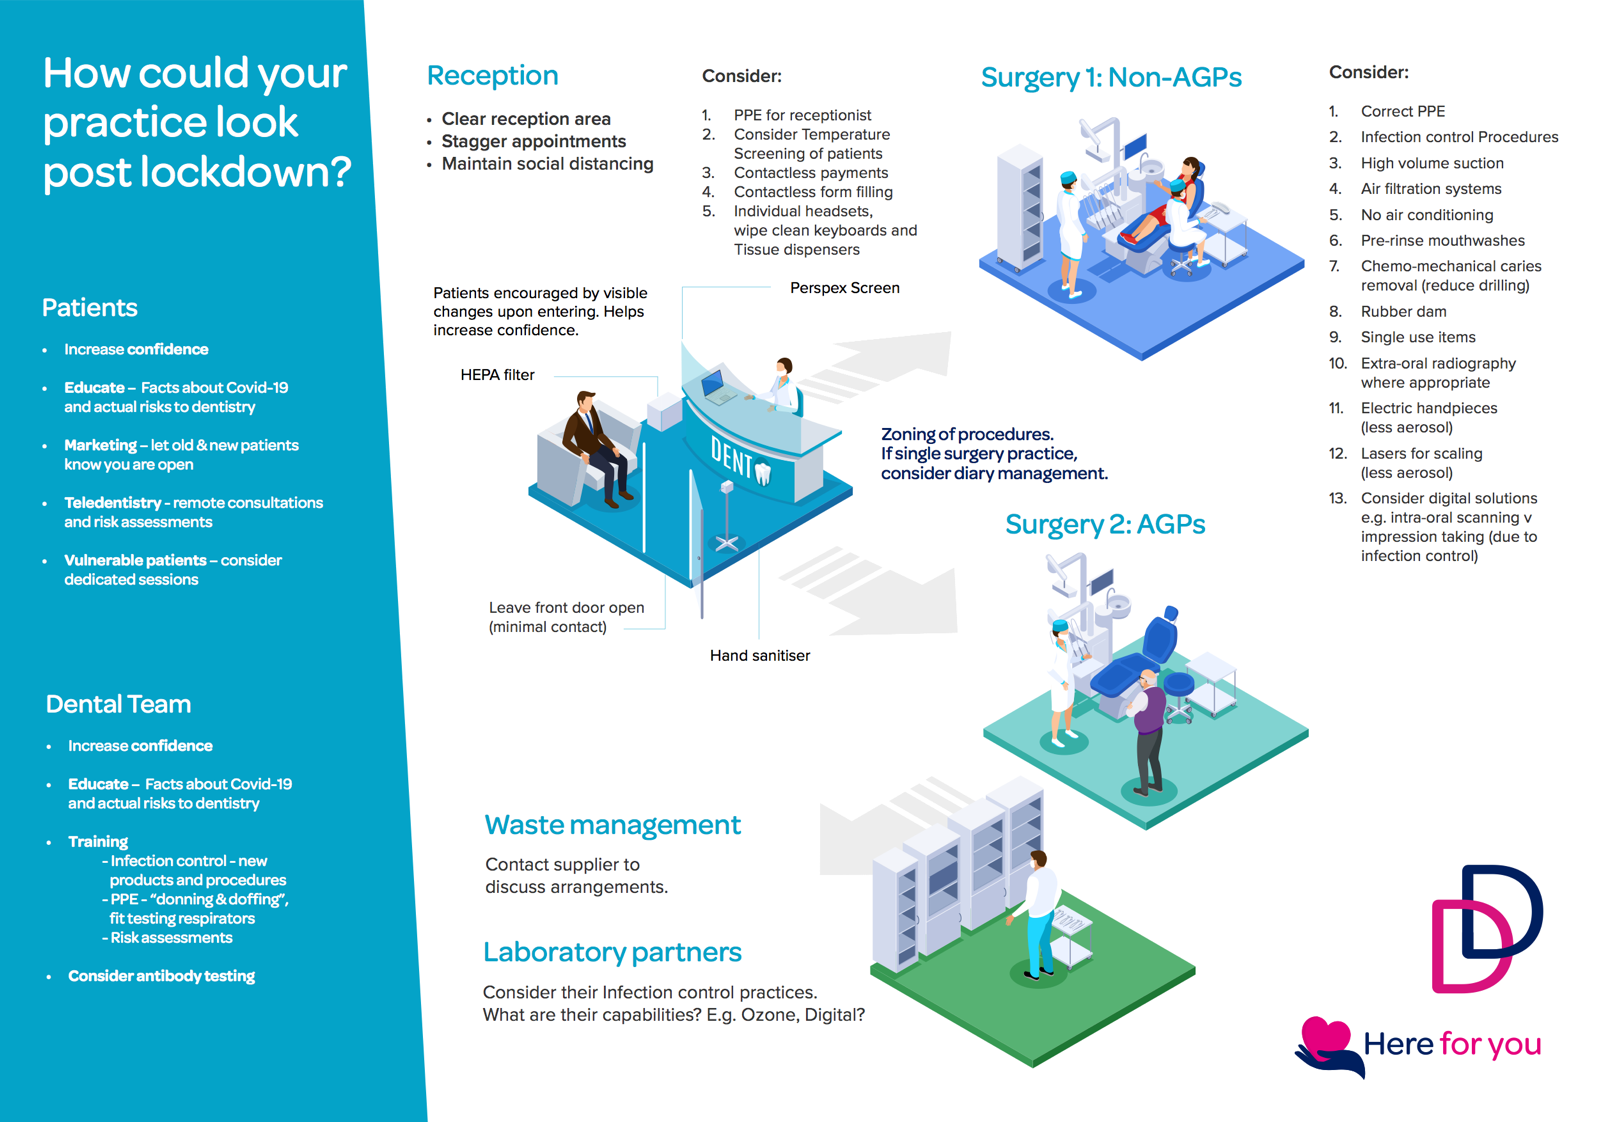 How could your
practice look
post lockdown?
Patients
• Increase confidence
• Educate – Facts about Covid-19
and actual risks to dentistry
• Marketing – let old & new patients
know you are open
• Teledentistry - remote consultations
and risk assessments
• Vulnerable patients – consider
dedicated sessions
Dental Team
• Increase confidence
• Educate – Facts about Covid-19
and actual risks to dentistry
• Training
- Infection control - new
products and procedures
- PPE - “donning & doffing”,
fit testing respirators
- Risk assessments
• Consider antibody testing
Reception
• Clear reception area
• Stagger appointments
• Maintain social distancing
Consider:
1. PPE for receptionist
2. Consider Temperature
Screening of patients
3. Contactless payments
4. Contactless form filling
5. Individual headsets,
wipe clean keyboards and
Tissue dispensers
Patients encouraged by visible
changes upon entering. Helps
increase confidence.
Perspex Screen
HEPA filter
DENT
Leave front door open
(minimal contact)
Hand sanitiser
Zoning of procedures.
If single surgery practice,
consider diary management.
Surgery 1: Non-AGPs
Surgery 2: AGPs
Consider:
1. Correct PPE
2. Infection control Procedures
3. High volume suction
4. Air filtration systems
5. No air conditioning
6. Pre-rinse mouthwashes
7. Chemo-mechanical caries
removal (reduce drilling)
8. Rubber dam
9. Single use items
10. Extra-oral radiography
where appropriate
11. Electric handpieces
(less aerosol)
12. Lasers for scaling
(less aerosol)
13. Consider digital solutions
e.g. intra-oral scanning v
impression taking (due to
infection control)
Waste management
Contact supplier to
discuss arrangements.
Laboratory partners
Consider their Infection control practices.
What are their capabilities? E.g. Ozone, Digital?
DD
Here for you